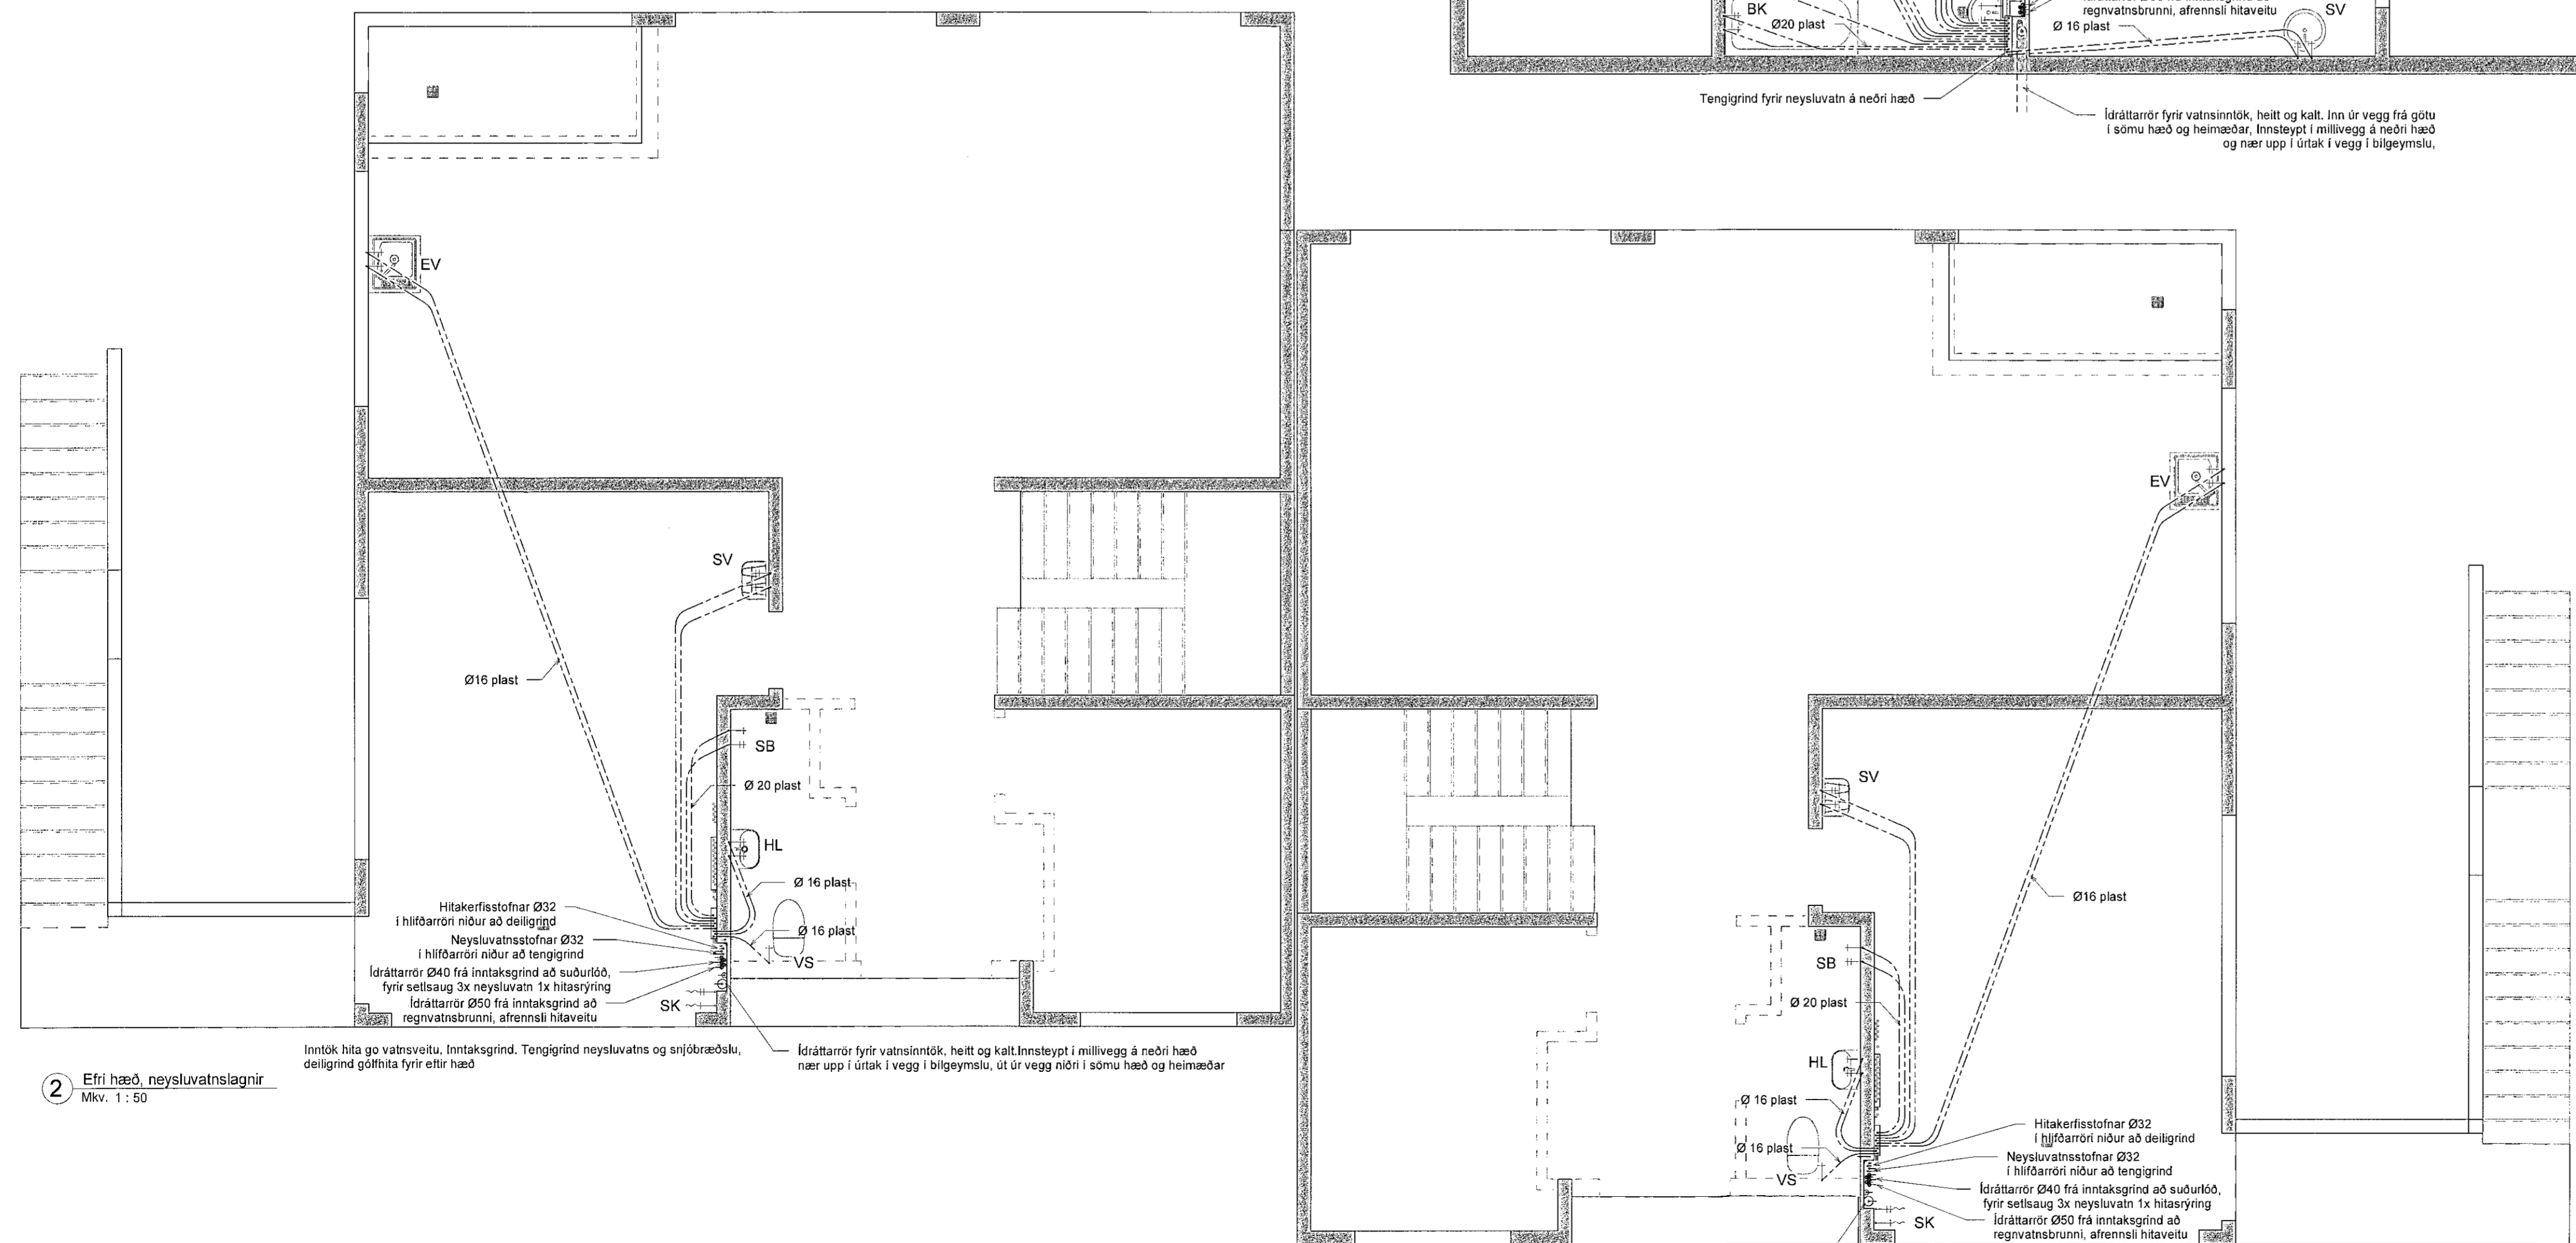 BK
Ø20 plast
regnvatnsbrunni, afrennsli hitaveitu
Ø 16 plast
SV
Tengigrind fyrir neysluvatn á neðri hæð
Ídráttarrör fyrir vatnsinntök, heitt og kalt. Inn úr vegg frá götu
í sömu hæð og heimæðar, Innsteypt í millivegg á neðri hæð
og nær upp í úrtak í vegg í bílgeymslu,
EV
SV
Ø16 plast
SB
Ø 20 plast
HL
Ø 16 plast
Ø 16 plast
VS
Hitakerfisstofnar Ø32
í hlífðarröri niður að deiligrind
Neysluvatnsstofnar Ø32
í hlífðarröri niður að tengigrind
Ídráttarrör Ø40 frá inntaksgrind að suðurlóð,
fyrir setlsaug 3x neysluvatn 1x hitasrýring
Ídráttarrör Ø50 frá inntaksgrind að
regnvatnsbrunni, afrennsli hitaveitu
SK
Inntök hita go vatnsveitu, Inntaksgrind. Tengigrind neysluvatns og snjóbræðslu,
deiligrind gólfhita fyrir eftir hæð
Ídráttarrör fyrir vatnsinntök, heitt og kalt.Innsteypt í millivegg á neðri hæð
nær upp í úrtak í vegg í bílgeymslu, út úr vegg niðri í sömu hæð og heimæðar
2
Efri hæð, neysluvatnslagnir
Mkv. 1 : 50
EV
SV
Ø16 plast
SB
Ø 20 plast
HL
Ø 16 plast
Ø 16 plast
VS
Hitakerfisstofnar Ø32
í hlífðarröri niður að deiligrind
Neysluvatnsstofnar Ø32
í hlífðarröri niður að tengigrind
Ídráttarrör Ø40 frá inntaksgrind að suðurlóð,
fyrir setlsaug 3x neysluvatn 1x hitasrýring
Ídráttarrör Ø50 frá inntaksgrind að
regnvatnsbrunni, afrennsli hitaveitu
SK